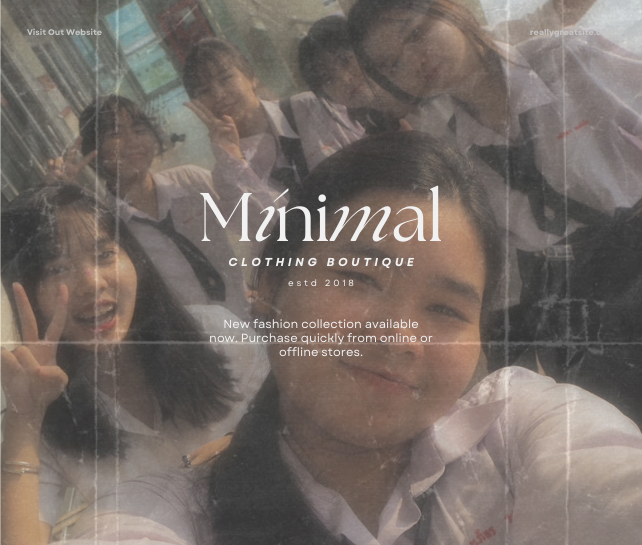 Visit Out Website
reallygreatsite.com
Minimal
CLOTHING BOUTIQUE
estd 2018
New fashion collection available
now. Purchase quickly from online or
offline stores.